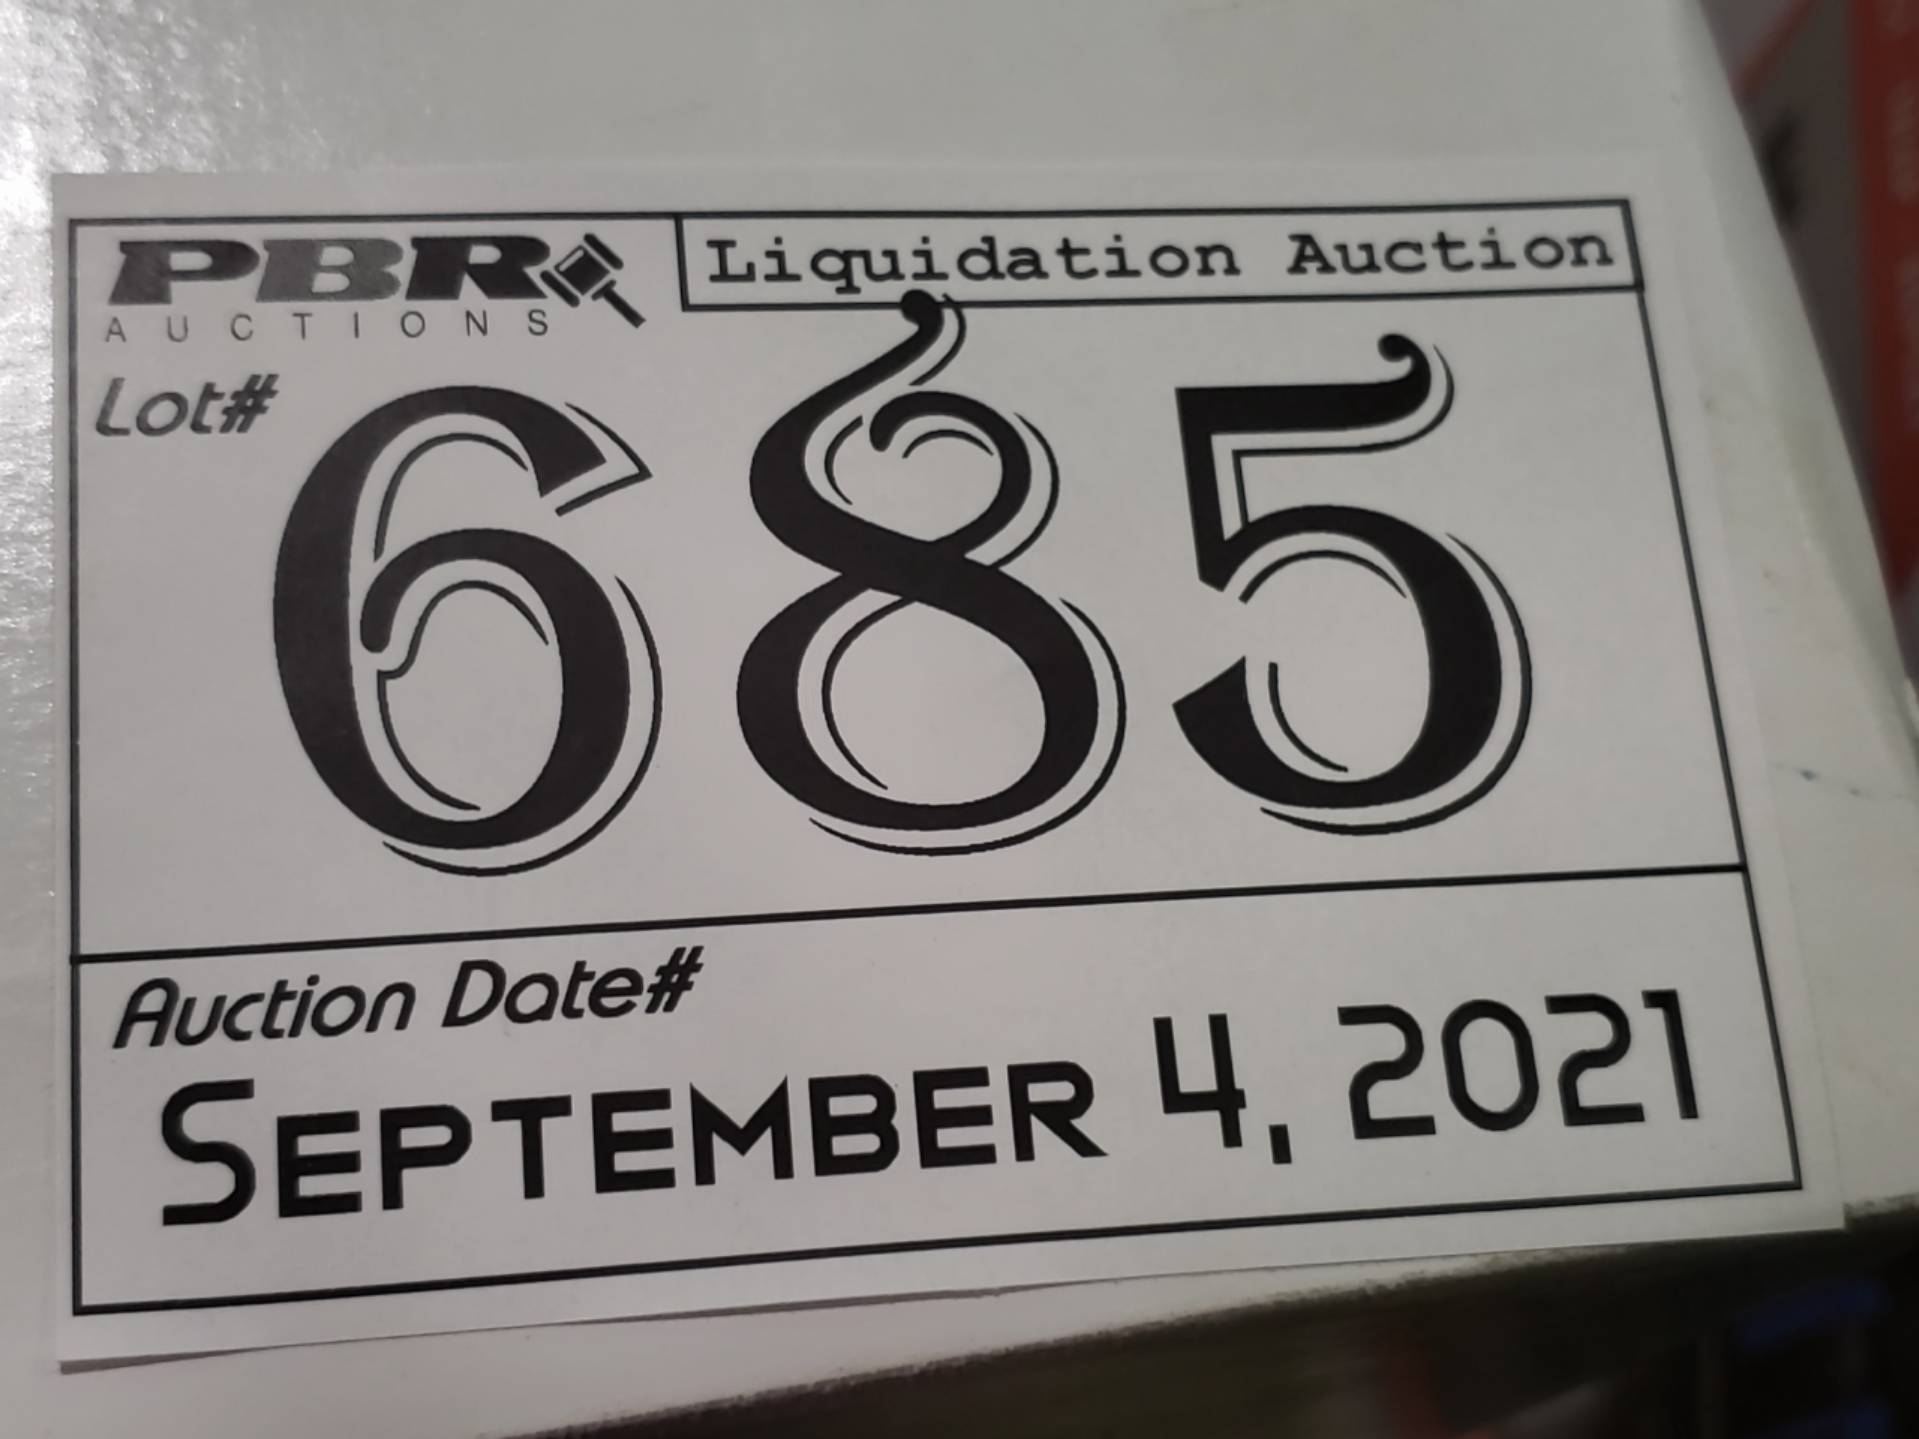 PBR
AUCTIONS
Liquidation Auction
Lot#
685
Auction Date#
SEPTEMBER 4, 2021